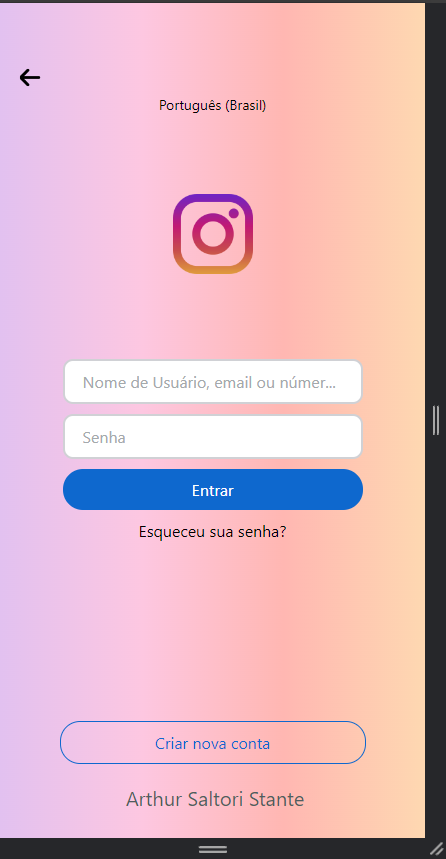 Português (Brasil)
Nome de Usuário, email ou númer...
Senha
Entrar
Esqueceu sua senha?
Criar nova conta
Arthur Saltori Stante